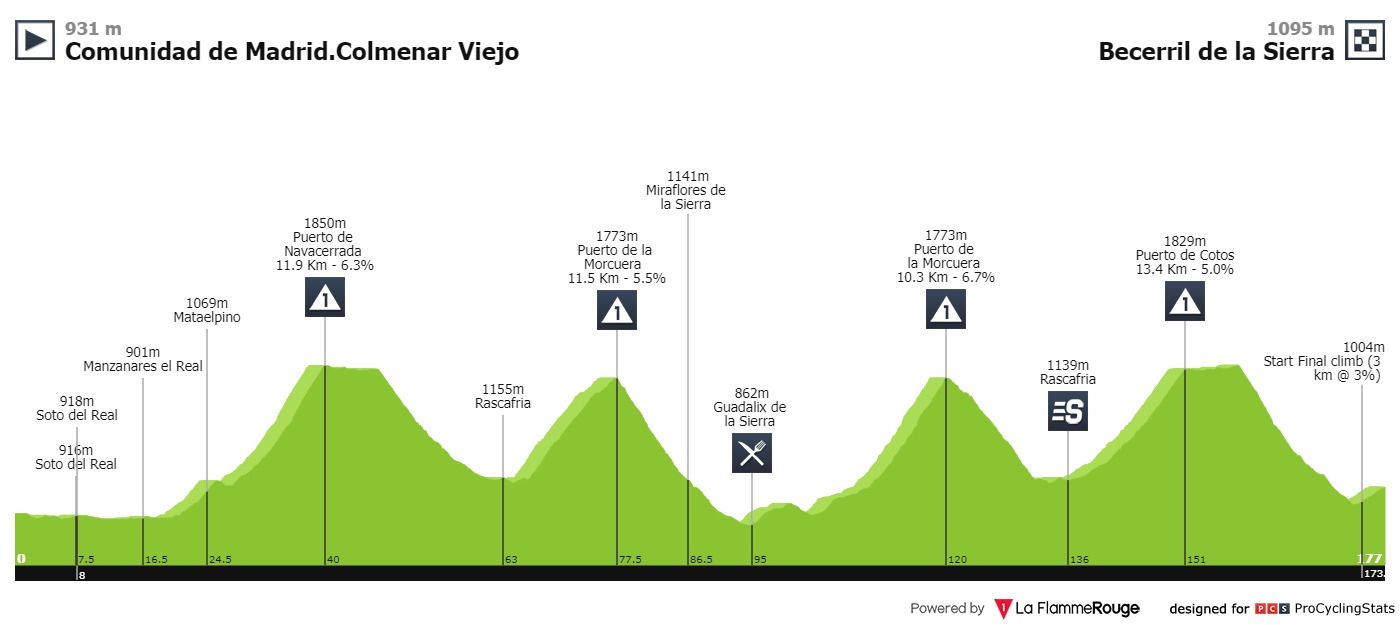 931 m
Comunidad de Madrid.Colmenar Viejo
1095 m
Becerril de la Sierra
918m
Soto del Real
916m
Soto del Real
901m
Manzanares el Real
1069m
Mataelpino
1850m
Puerto de
Navacerrada
11.9 Km - 6.3%
1
1155m
Rascafria
1773m
Puerto de la
Morcuera
11.5 Km - 5.5%
1
1141m
Miraflores de
la Sierra
862m
Guadalix de
la Sierra
1773m
Puerto de
la Morcuera
10.3 Km - 6.7%
1
1139m
Rascafria
S
1829m
Puerto de Cotos
13.4 Km - 5.0%
1
1004m
Start Final climb (3
km @ 3%)
0 7.5 16.5 24.5 40 63 77.5 86.5 95 120 136 151 177
8 173.
Powered by 1 La FlammeRouge designed for PCS ProCyclingStats